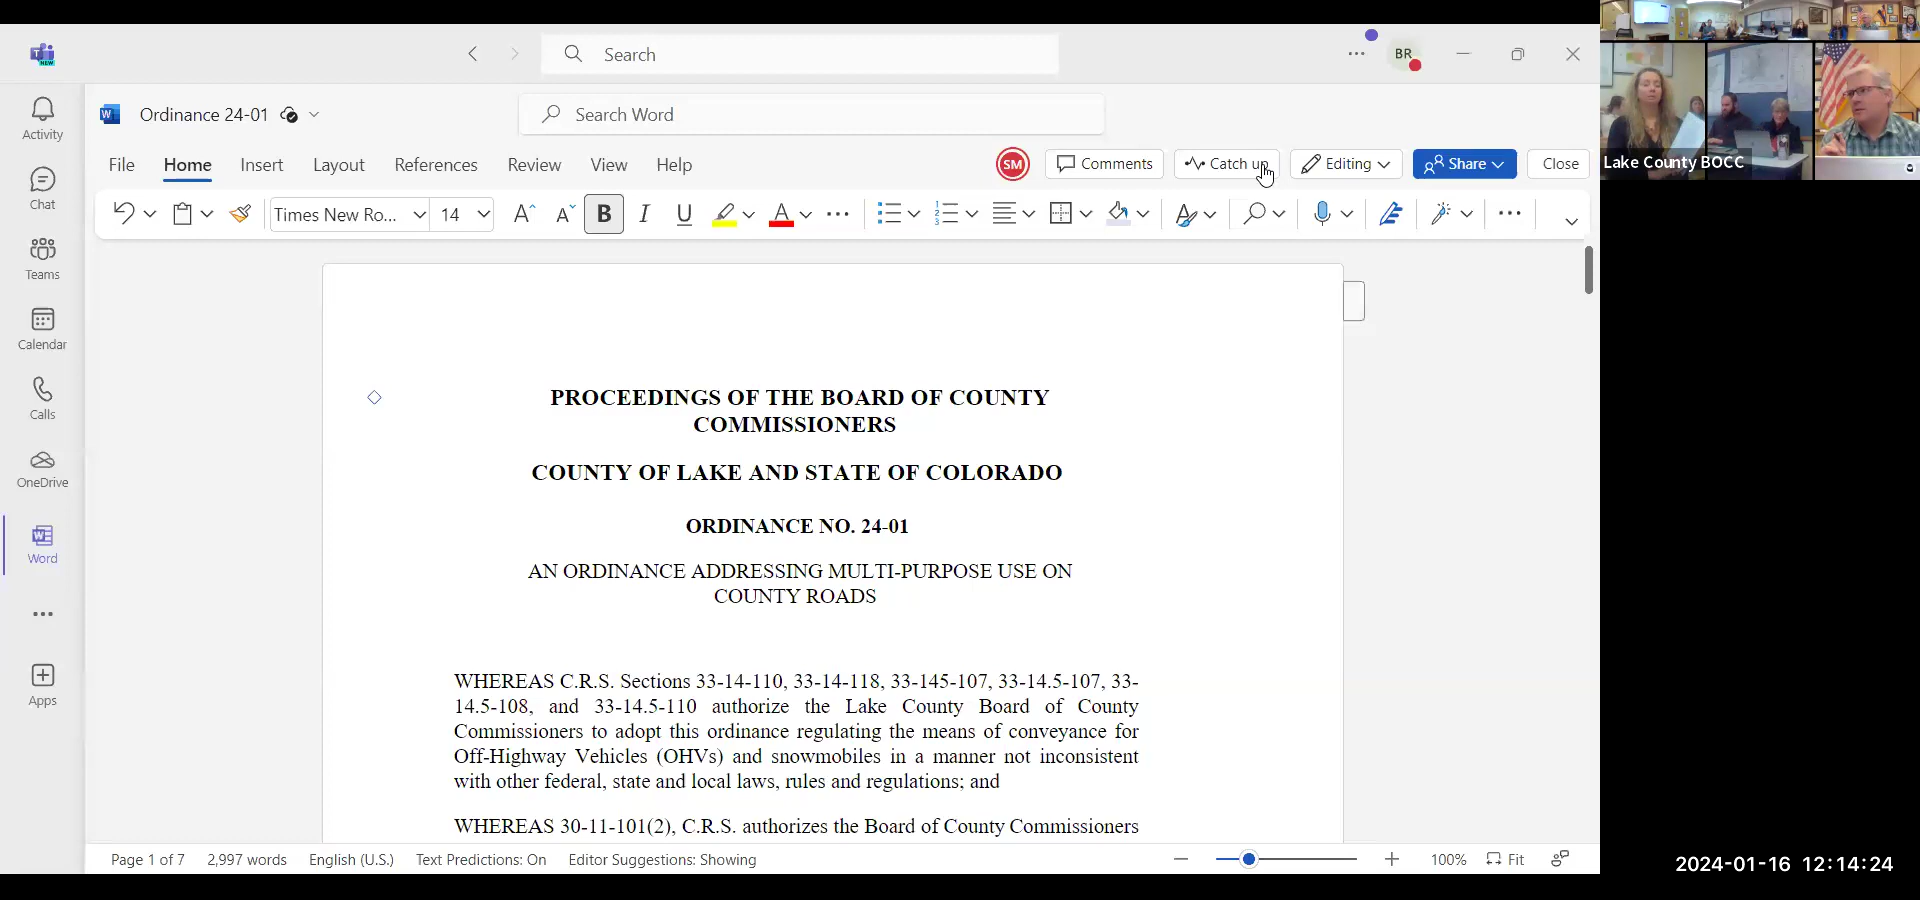 Search
BR
Activity
Chat
Teams
Calendar
Calls
OneDrive
Word
Apps
Ordinance 24-01
Search Word
File Home Insert Layout References Review View Help
SM Comments Catch up Editing Share Close
Times New Ro... 14
PROCEEDINGS OF THE BOARD OF COUNTY
COMMISSIONERS
COUNTY OF LAKE AND STATE OF COLORADO
ORDINANCE NO. 24-01
AN ORDINANCE ADDRESSING MULTI-PURPOSE USE ON
COUNTY ROADS
WHEREAS C.R.S. Sections 33-14-110, 33-14-118, 33-145-107, 33-14.5-107, 33-
14.5-108, and 33-14.5-110 authorize the Lake County Board of County
Commissioners to adopt this ordinance regulating the means of conveyance for
Off-Highway Vehicles (OHVs) and snowmobiles in a manner not inconsistent
with other federal, state and local laws, rules and regulations; and
WHEREAS 30-11-101(2), C.R.S. authorizes the Board of County Commissioners
Page 1 of 7 2,997 words English (U.S.) Text Predictions: On Editor Suggestions: Showing
100% Fit
Lake County BOCC
2024-01-16 12:14:24